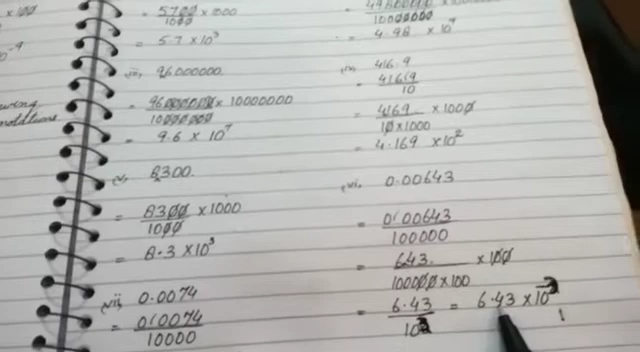 = 5700 × 1000
1000
= 5.7 × 10³
iii, 96000000
= 96000000 × 10000000
10000000
= 9.6 × 10⁷
v, 8300
= 8300 × 1000
1000
= 8.3 × 10³
vii 0.0074
= 0.0074
10000
10000000
= 4.98 × 10⁷
iv, 416.9
= 4169
10
= 4169 × 1000
10×1000
= 4.169 × 10²
vi, 0.00643
= 0.00643
100000
= 643. × 100
100000×100
= 6.43 = 6.43 × 10⁻³
10³